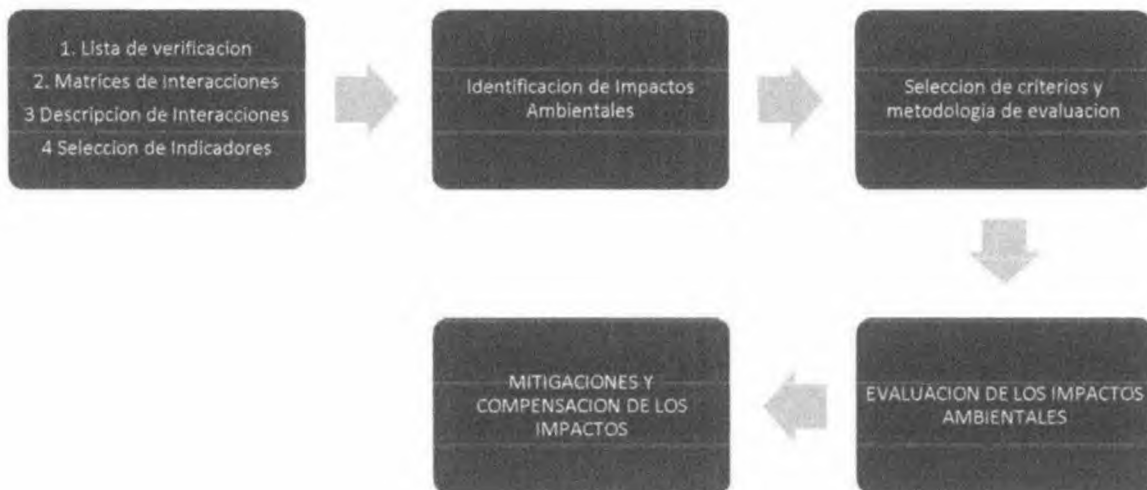 1. Lista de verificacion
2. Matrices de Interacciones
3 Descripcion de Interacciones
4 Seleccion de Indicadores
Identificacion de Impactos
Ambientales
Seleccion de criterios y
metodologia de evaluacion
EVALUACION DE LOS IMPACTOS
AMBIENTALES
MITIGACIONES Y
COMPENSACION DE LOS
IMPACTOS